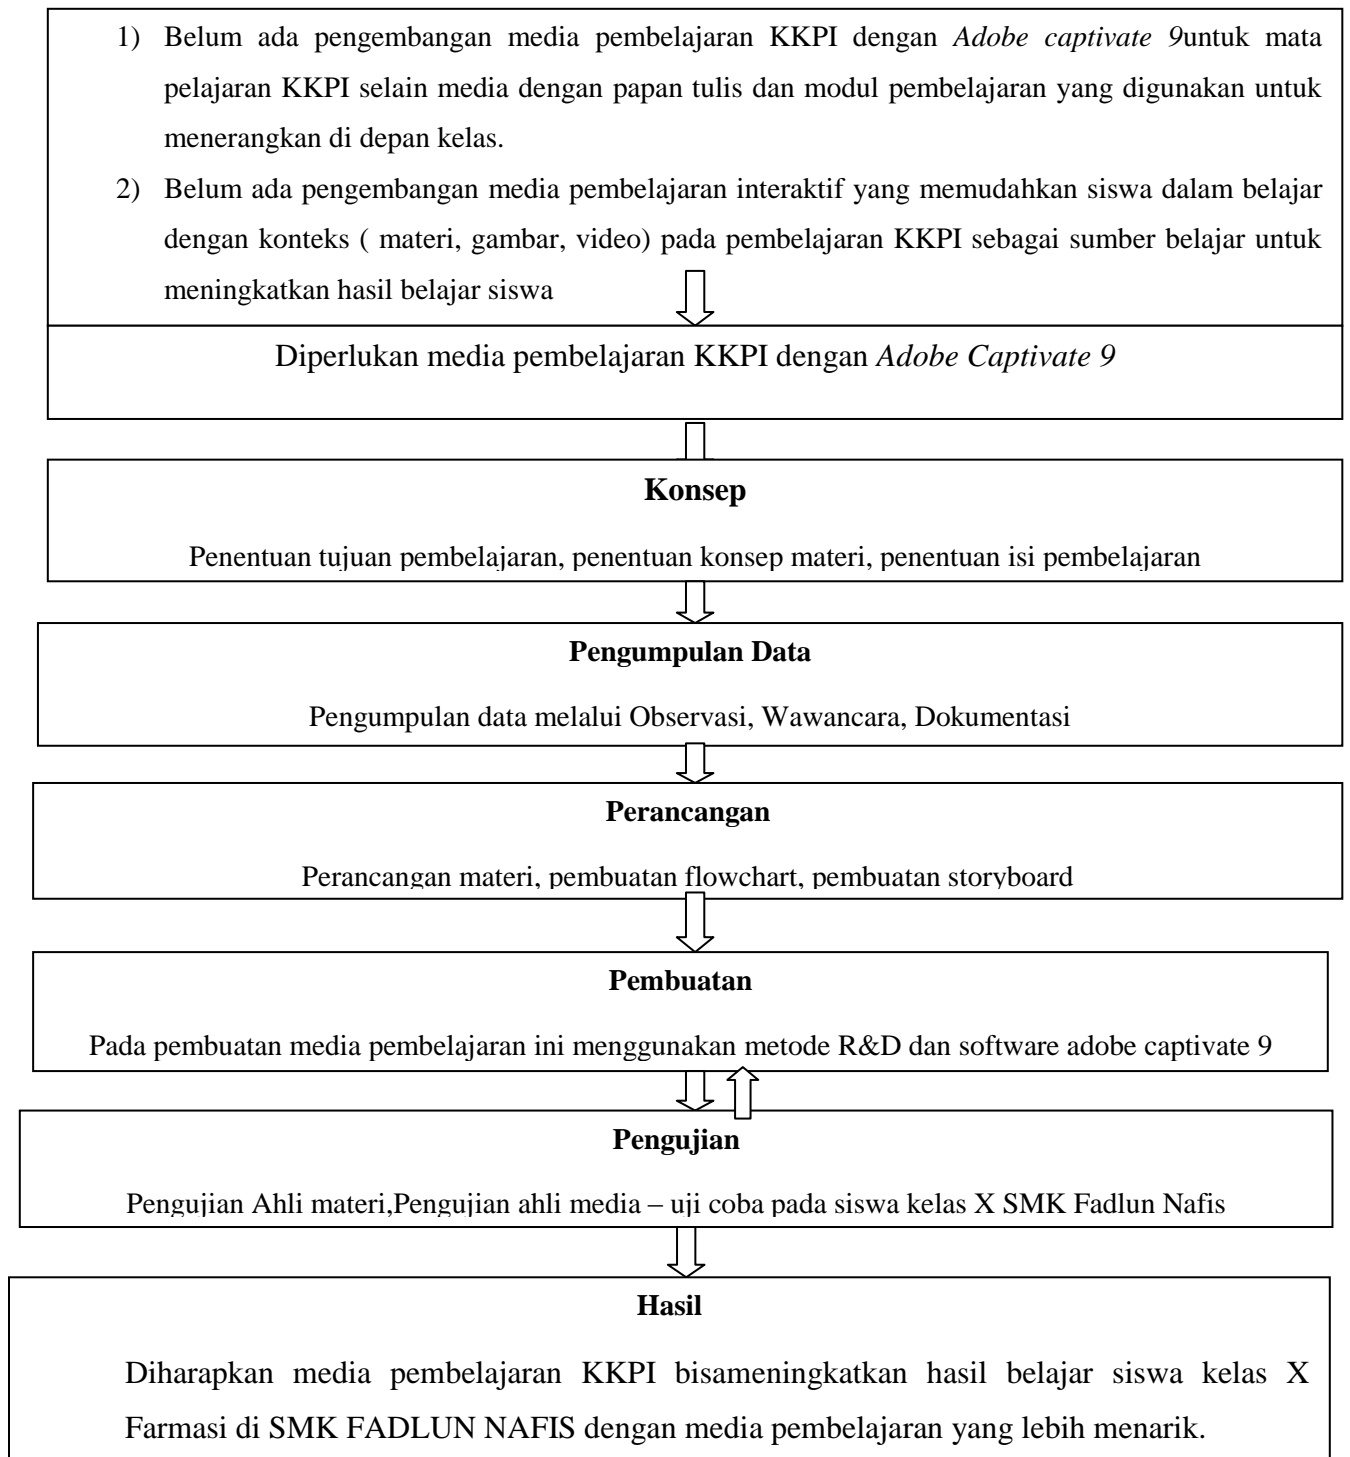 1) Belum ada pengembangan media pembelajaran KKPI dengan Adobe captivate 9untuk mata
pelajaran KKPI selain media dengan papan tulis dan modul pembelajaran yang digunakan untuk
menerangkan di depan kelas.
2) Belum ada pengembangan media pembelajaran interaktif yang memudahkan siswa dalam belajar
dengan konteks ( materi, gambar, video) pada pembelajaran KKPI sebagai sumber belajar untuk
meningkatkan hasil belajar siswa
Diperlukan media pembelajaran KKPI dengan Adobe Captivate 9
Konsep
Penentuan tujuan pembelajaran, penentuan konsep materi, penentuan isi pembelajaran
Pengumpulan Data
Pengumpulan data melalui Observasi, Wawancara, Dokumentasi
Perancangan
Perancangan materi, pembuatan flowchart, pembuatan storyboard
Pembuatan
Pada pembuatan media pembelajaran ini menggunakan metode R&D dan software adobe captivate 9
Pengujian
Pengujian Ahli materi,Pengujian ahli media – uji coba pada siswa kelas X SMK Fadlun Nafis
Hasil
Diharapkan media pembelajaran KKPI bisameningkatkan hasil belajar siswa kelas X
Farmasi di SMK FADLUN NAFIS dengan media pembelajaran yang lebih menarik.